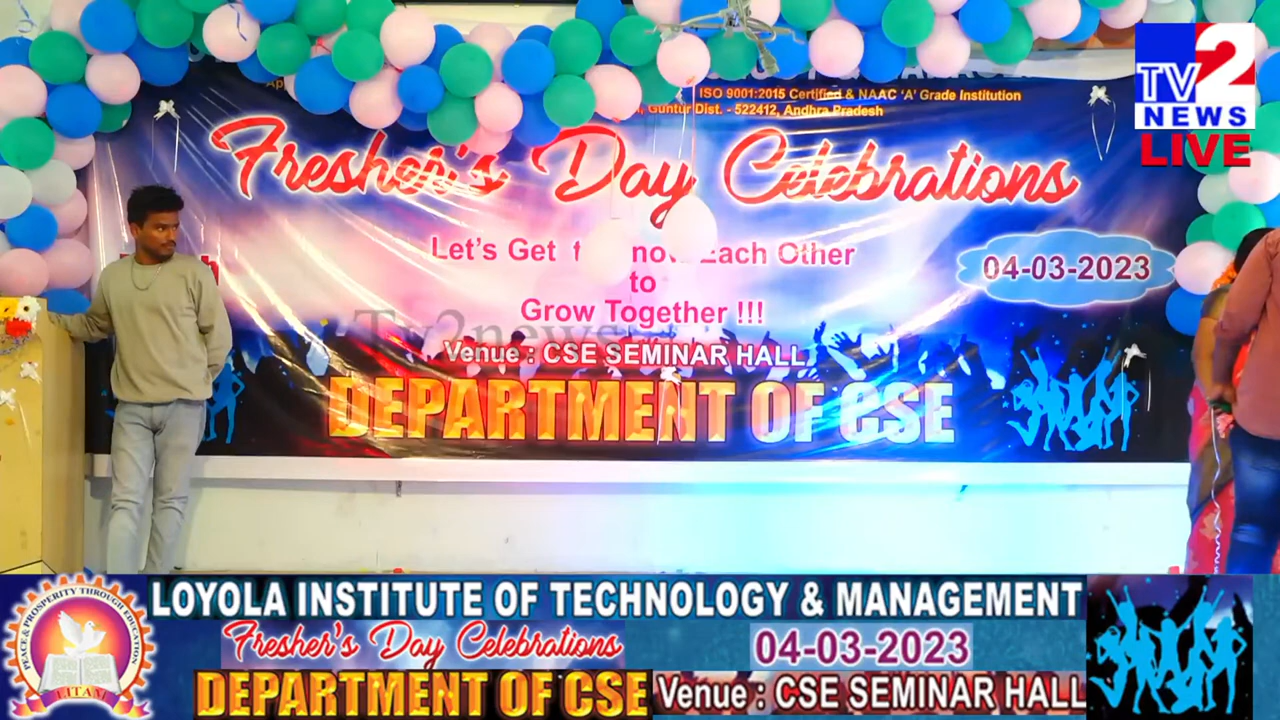 ISO 9001:2015 Certified & NAAC 'A' Grade Institution
Guntur Dist. - 522412, Andhra Pradesh
TV2
NEWS
LIVE
Fresher's Day Celebrations
Let's Get Each Other
to
Grow Together !!!
04-03-2023
Tv2news
Venue : CSE SEMINAR HALL
DEPARTMENT OF CSE
PEACE & PROSPERITY THROUGH EDUCATION
LITAM
LOYOLA INSTITUTE OF TECHNOLOGY & MANAGEMENT
Fresher's Day Celebrations
04-03-2023
DEPARTMENT OF CSE
Venue : CSE SEMINAR HALL